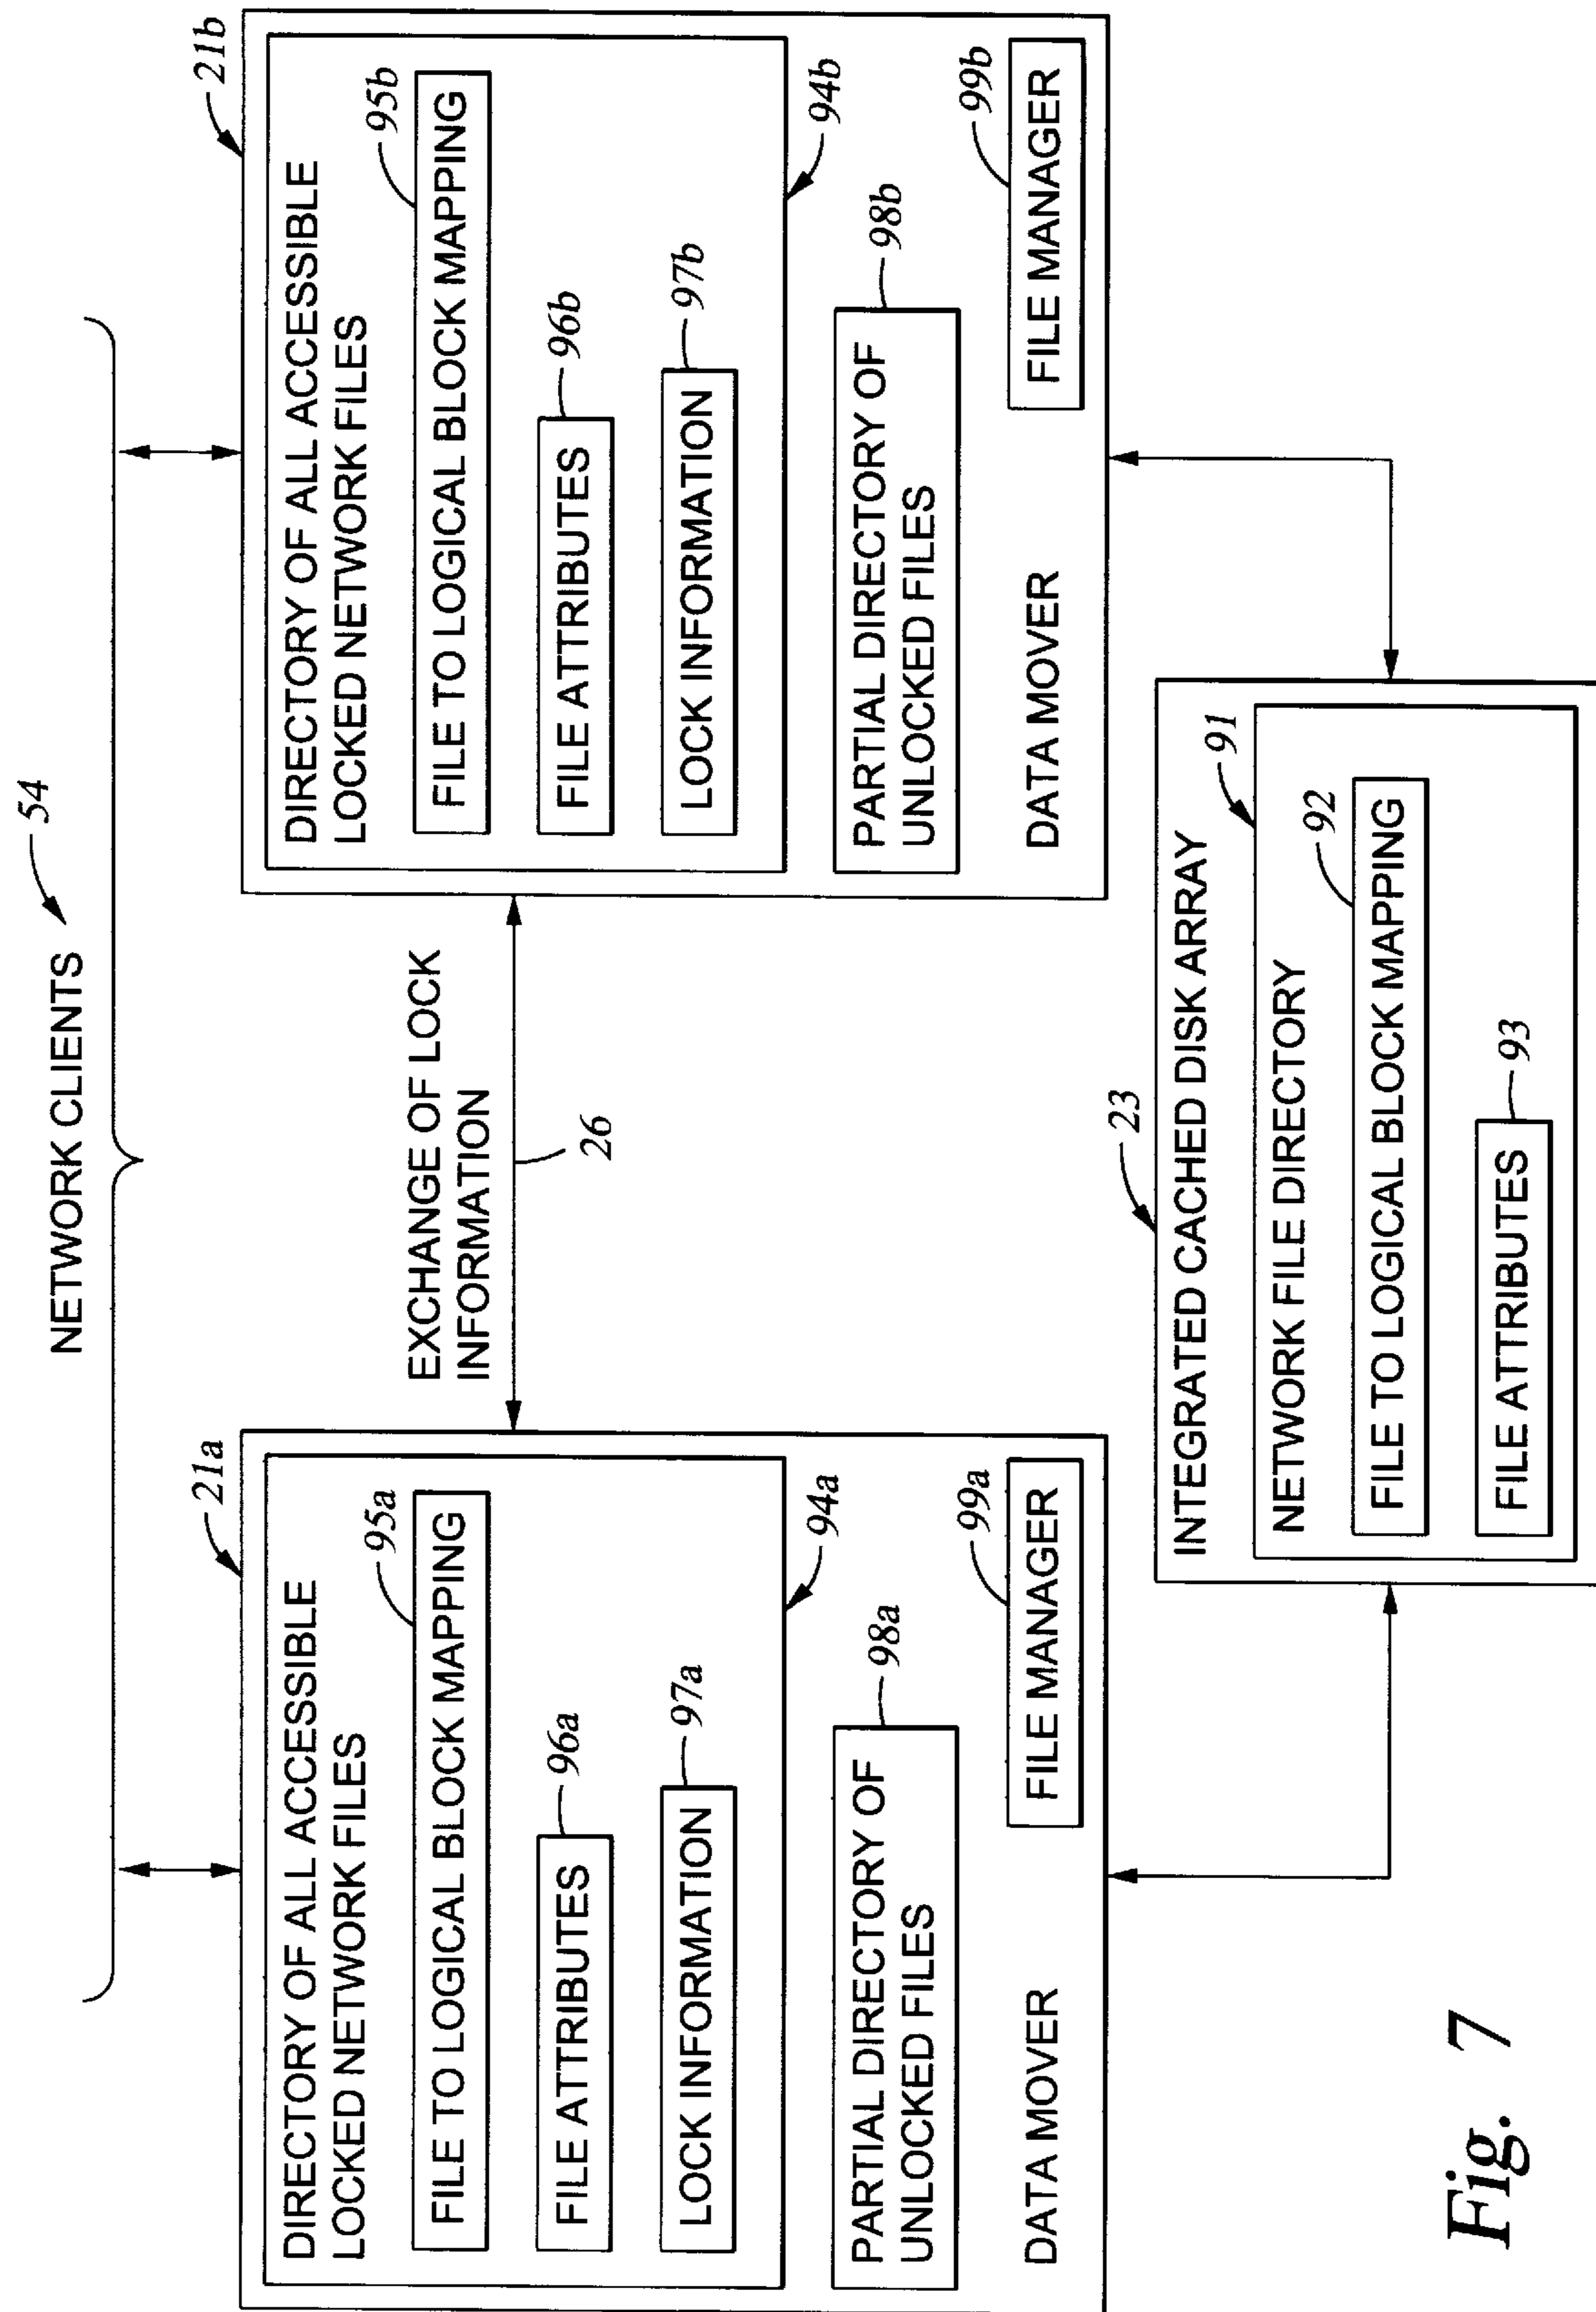 NETWORK CLIENTS
54
21a
DIRECTORY OF ALL ACCESSIBLE
LOCKED NETWORK FILES
95a
FILE TO LOGICAL BLOCK MAPPING
96a
FILE ATTRIBUTES
97a
LOCK INFORMATION
94a
98a
PARTIAL DIRECTORY OF
UNLOCKED FILES
99a
DATA MOVER
FILE MANAGER
EXCHANGE OF LOCK
INFORMATION
26
21b
DIRECTORY OF ALL ACCESSIBLE
LOCKED NETWORK FILES
95b
FILE TO LOGICAL BLOCK MAPPING
96b
FILE ATTRIBUTES
97b
LOCK INFORMATION
94b
98b
PARTIAL DIRECTORY OF
UNLOCKED FILES
99b
DATA MOVER
FILE MANAGER
23
INTEGRATED CACHED DISK ARRAY
91
NETWORK FILE DIRECTORY
92
FILE TO LOGICAL BLOCK MAPPING
93
FILE ATTRIBUTES
Fig. 7